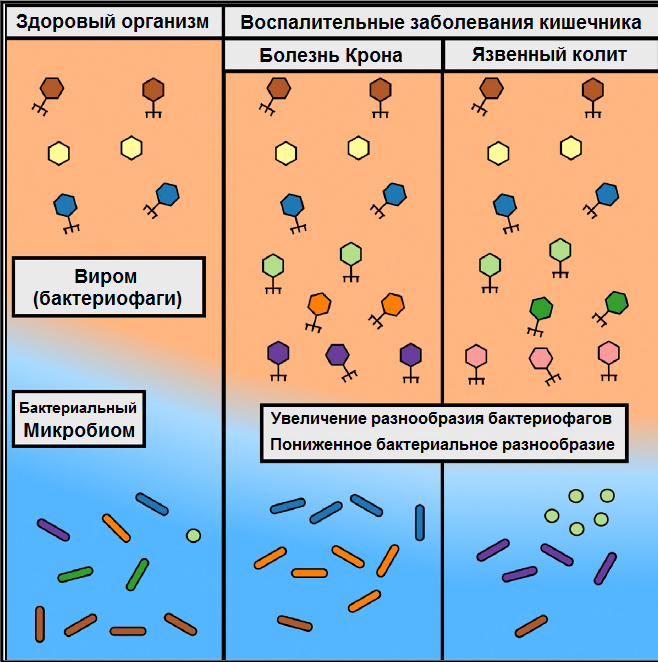 Здоровый организм
Воспалительные заболевания кишечника
Болезнь Крона
Язвенный колит
Виром
(бактериофаги)
Бактериальный
Микробиом
Увеличение разнообразия бактериофагов
Пониженное бактериальное разнообразие